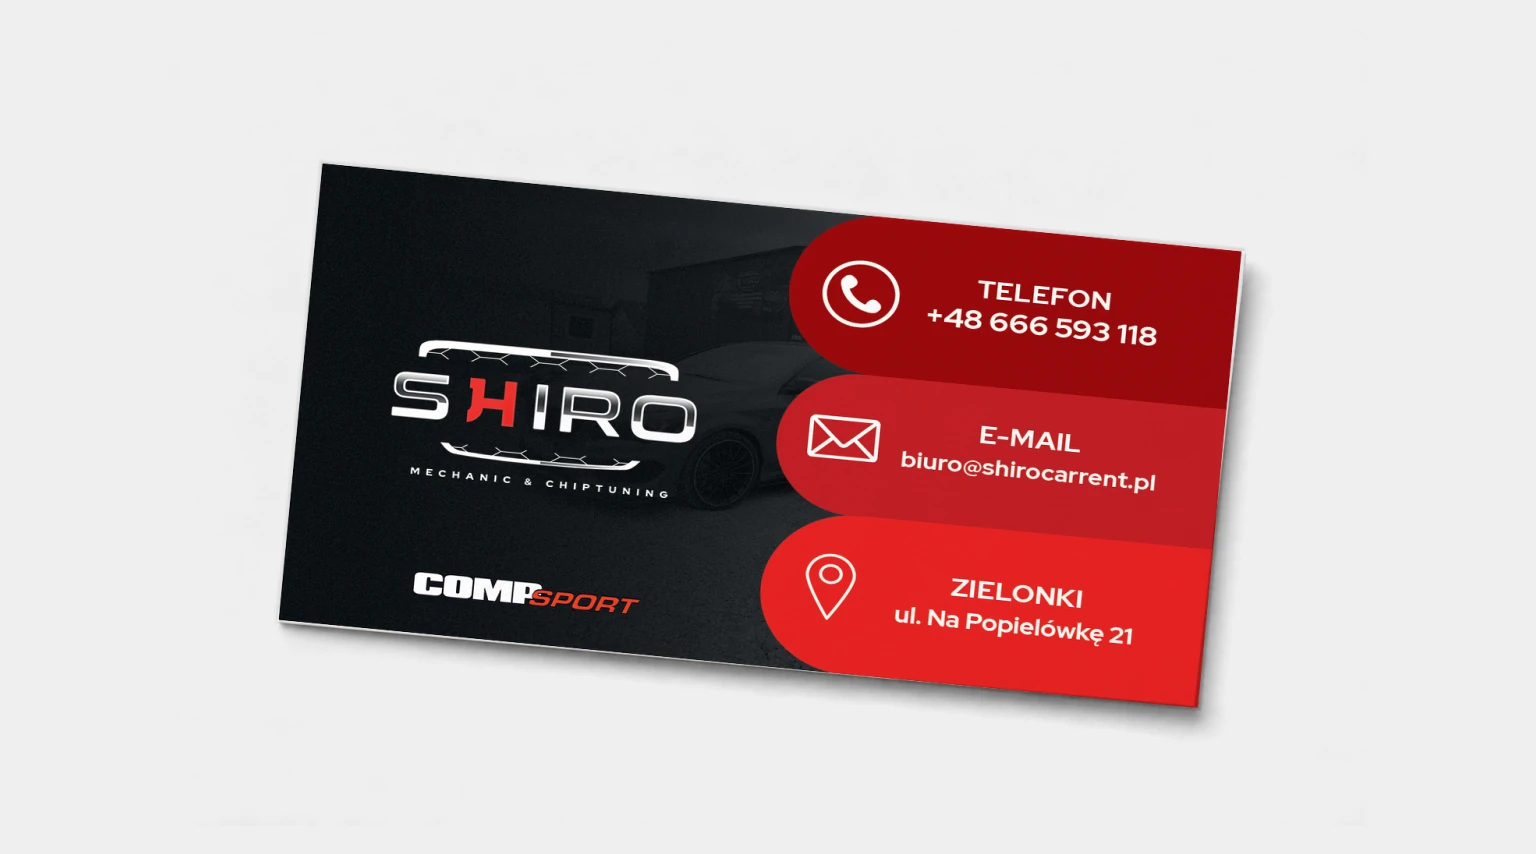 SHIRO
MECHANIC & CHIPTUNING
COMPSPORT
TELEFON
+48 666 593 118
E-MAIL
biuro@shirocarrent.pl
ZIELONKI
ul. Na Popielówkę 21